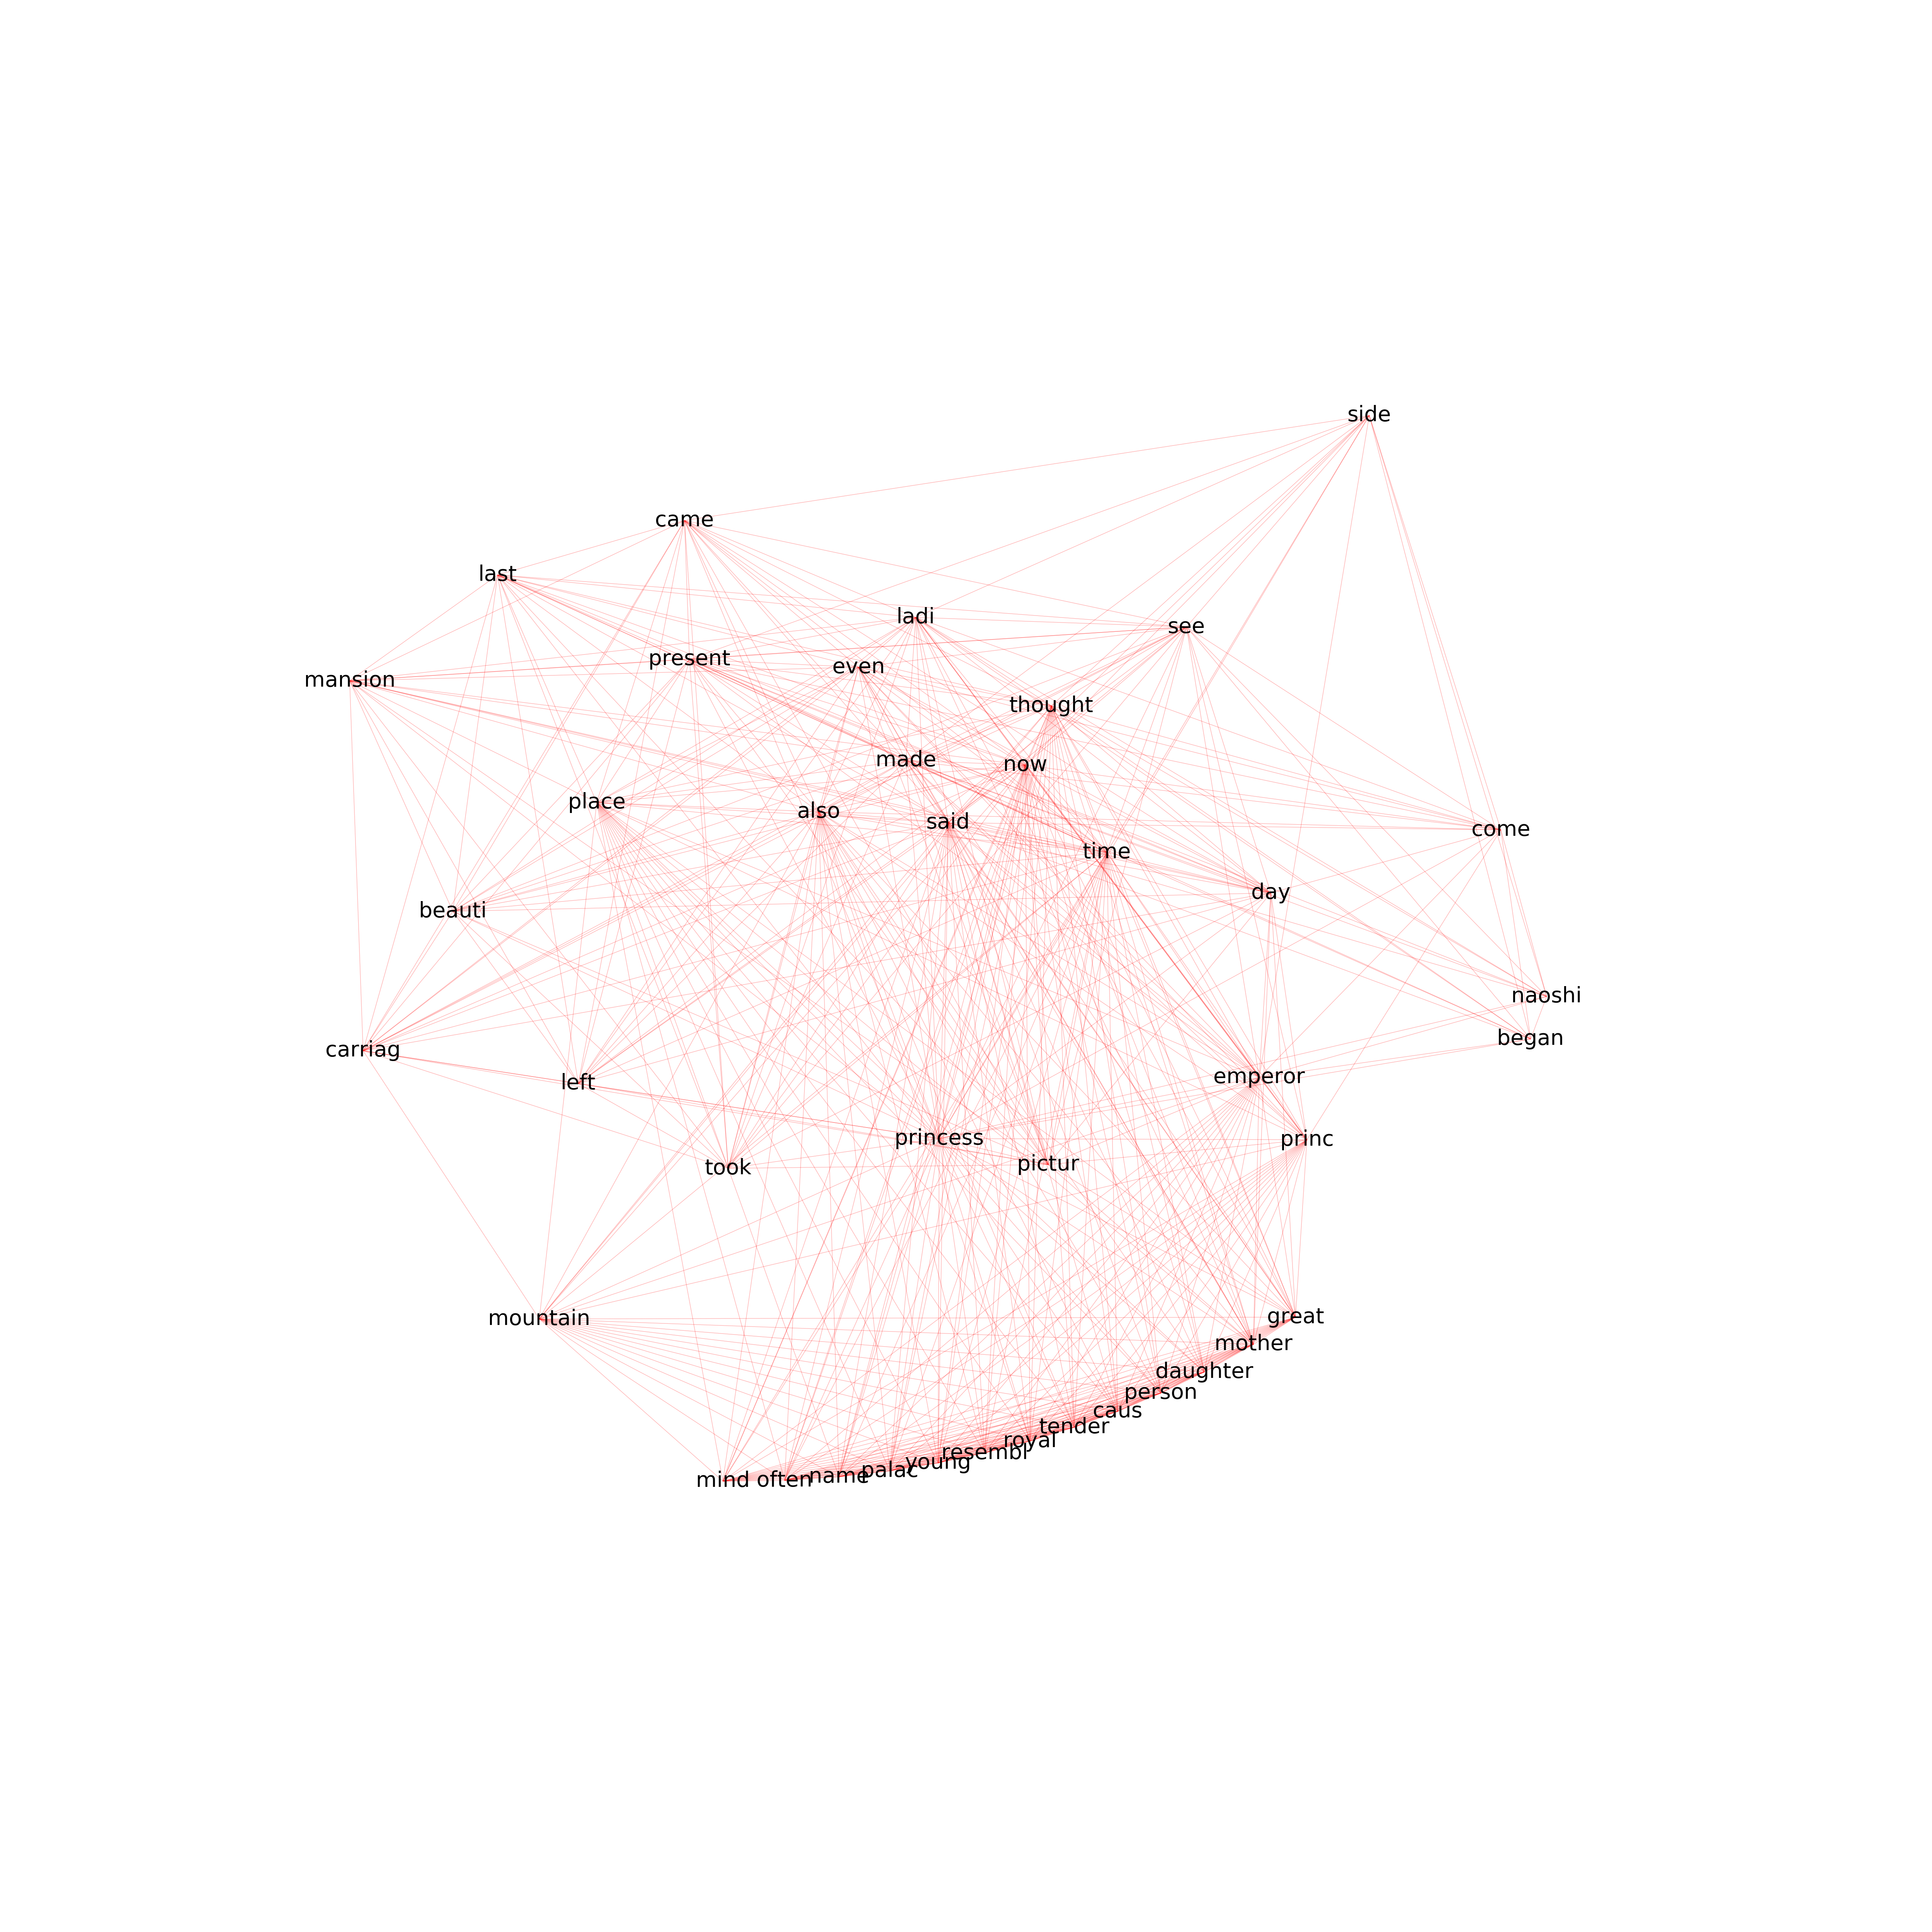 side
came
last
ladi
see
present
even
mansion
thought
made
now
place
also
said
come
time
day
beauti
naoshi
began
carriag
emperor
left
princess
princ
pictur
took
great
mountain
mother
daughter
person
caus
tender
royal
resembl
young
palac
name
mind often